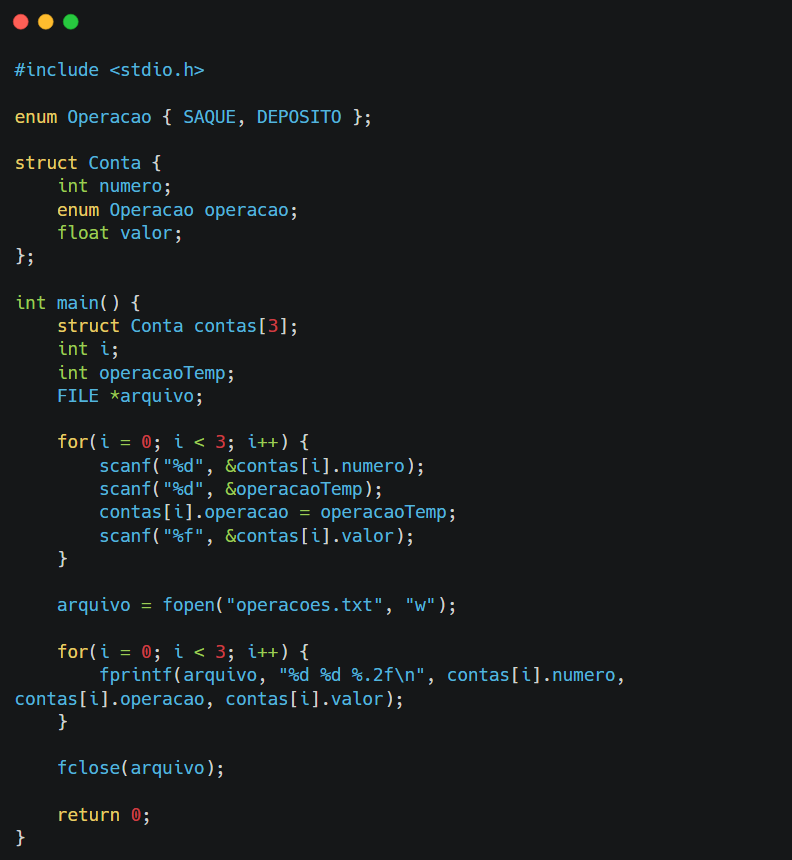 #include <stdio.h>

enum Operacao { SAQUE, DEPOSITO };

struct Conta {
    int numero;
    enum Operacao operacao;
    float valor;
};

int main() {
    struct Conta contas[3];
    int i;
    int operacaoTemp;
    FILE *arquivo;

    for(i = 0; i < 3; i++) {
        scanf("%d", &contas[i].numero);
        scanf("%d", &operacaoTemp);
        contas[i].operacao = operacaoTemp;
        scanf("%f", &contas[i].valor);
    }

    arquivo = fopen("operacoes.txt", "w");

    for(i = 0; i < 3; i++) {
        fprintf(arquivo, "%d %d %.2f\n", contas[i].numero,
contas[i].operacao, contas[i].valor);
    }

    fclose(arquivo);

    return 0;
}